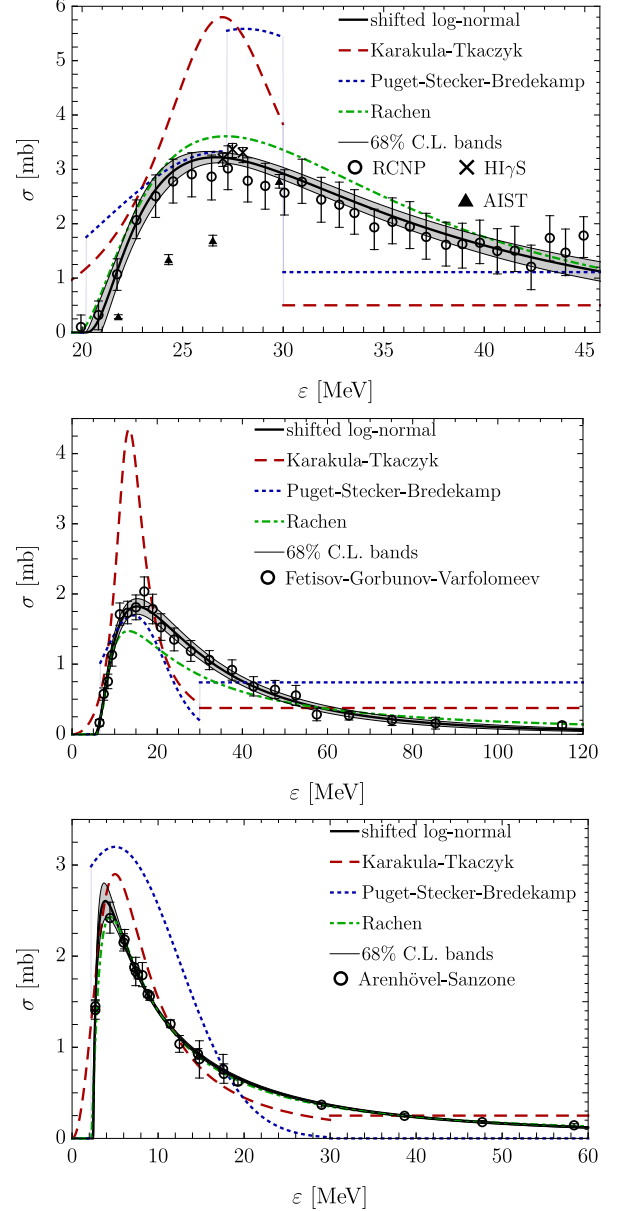 6
5
4
3
2
1
0
σ [mb]
shifted log-normal
Karakula-Tkaczyk
Puget-Stecker-Bredekamp
Rachen
68% C.L. bands
RCNP HIγS
AIST
20 25 30 35 40 45
ε [MeV]
4
3
2
1
0
σ [mb]
shifted log-normal
Karakula-Tkaczyk
Puget-Stecker-Bredekamp
Rachen
68% C.L. bands
Fetisov-Gorbunov-Varfolomeev
0 20 40 60 80 100 120
ε [MeV]
3
2
1
0
σ [mb]
shifted log-normal
Karakula-Tkaczyk
Puget-Stecker-Bredekamp
Rachen
68% C.L. bands
Arenhövel-Sanzone
0 10 20 30 40 50 60
ε [MeV]